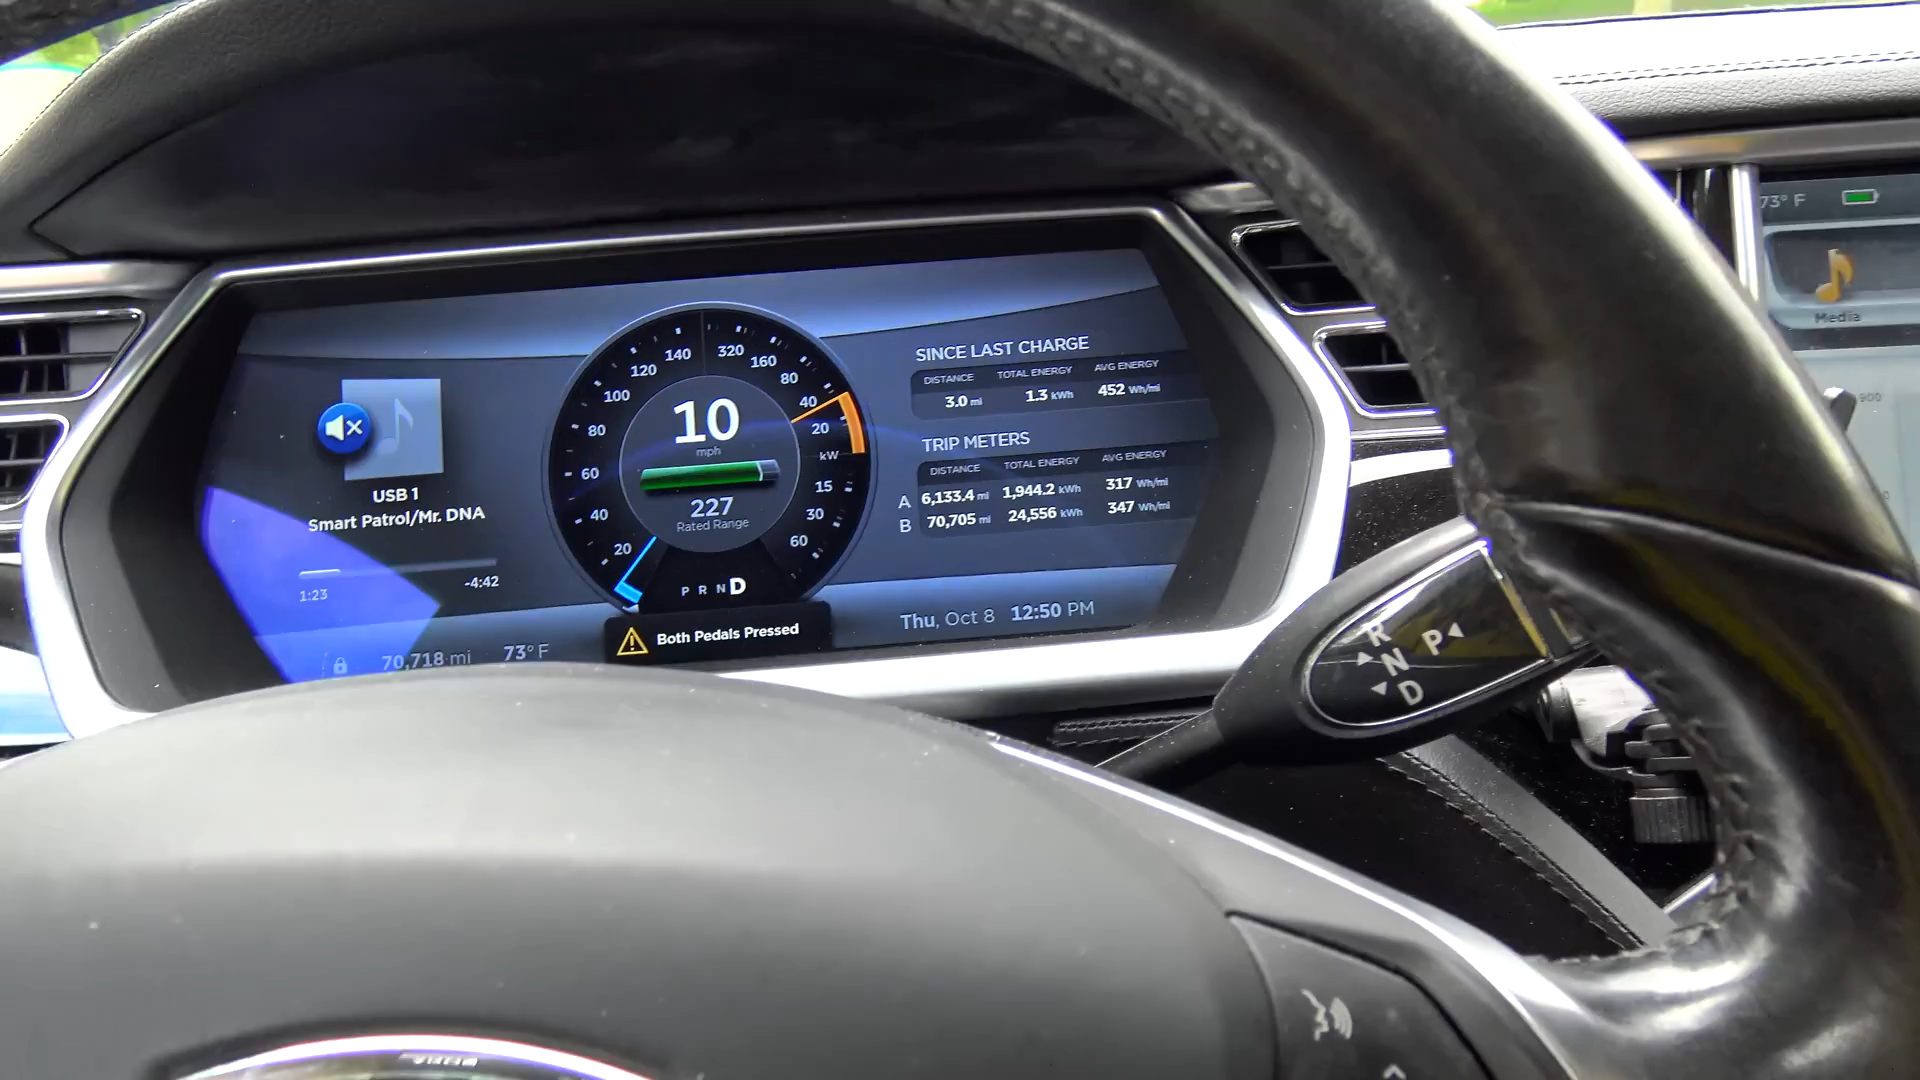 USB 1
Smart Patrol/Mr. DNA
1:23
-4:42
70,718 mi
73° F
140
120
100
80
60
40
20
320
160
80
40
20
kW
15
30
60
10
mph
227
Rated Range
P R N D
Both Pedals Pressed
SINCE LAST CHARGE
DISTANCE TOTAL ENERGY AVG ENERGY
3.0 mi 1.3 kWh 452 Wh/mi
TRIP METERS
DISTANCE TOTAL ENERGY AVG ENERGY
A 6,133.4 mi 1,944.2 kWh 317 Wh/mi
B 70,705 mi 24,556 kWh 347 Wh/mi
Thu, Oct 8 12:50 PM
R
N
D
P
73° F
Media
900